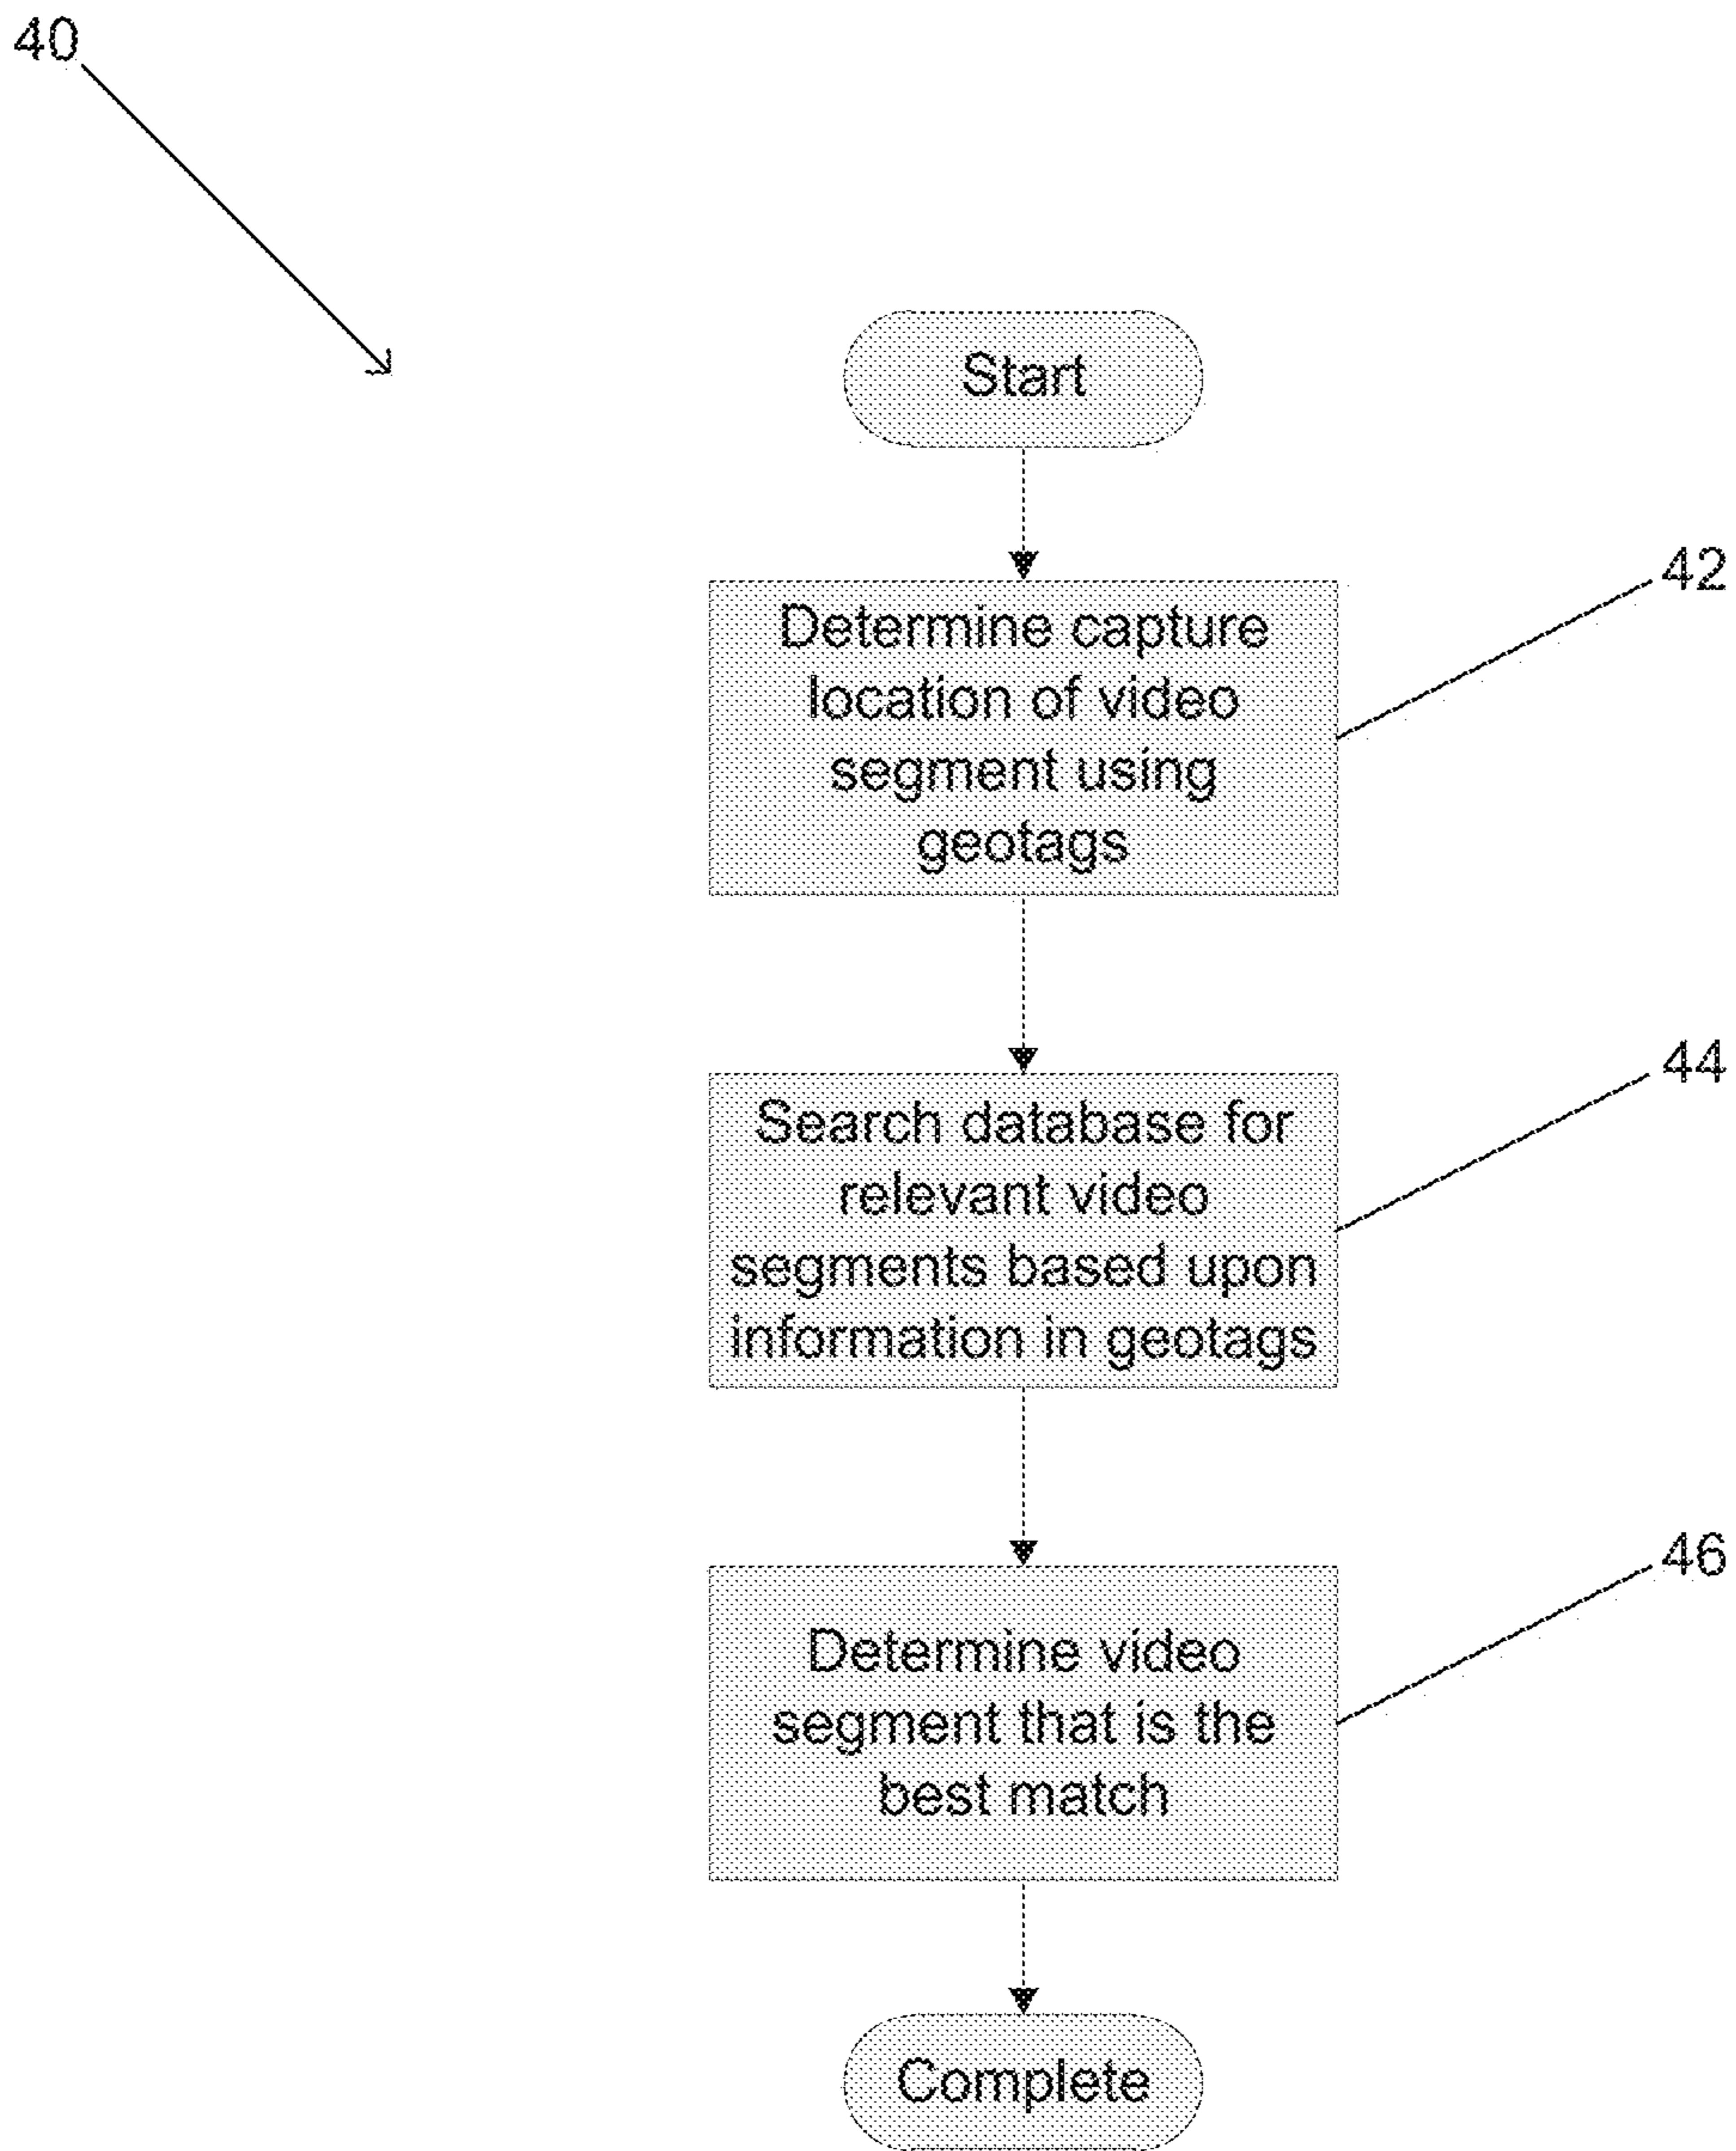 40
Start
42
Determine capture
location of video
segment using
geotags
44
Search database for
relevant video
segments based upon
information in geotags
46
Determine video
segment that is the
best match
Complete